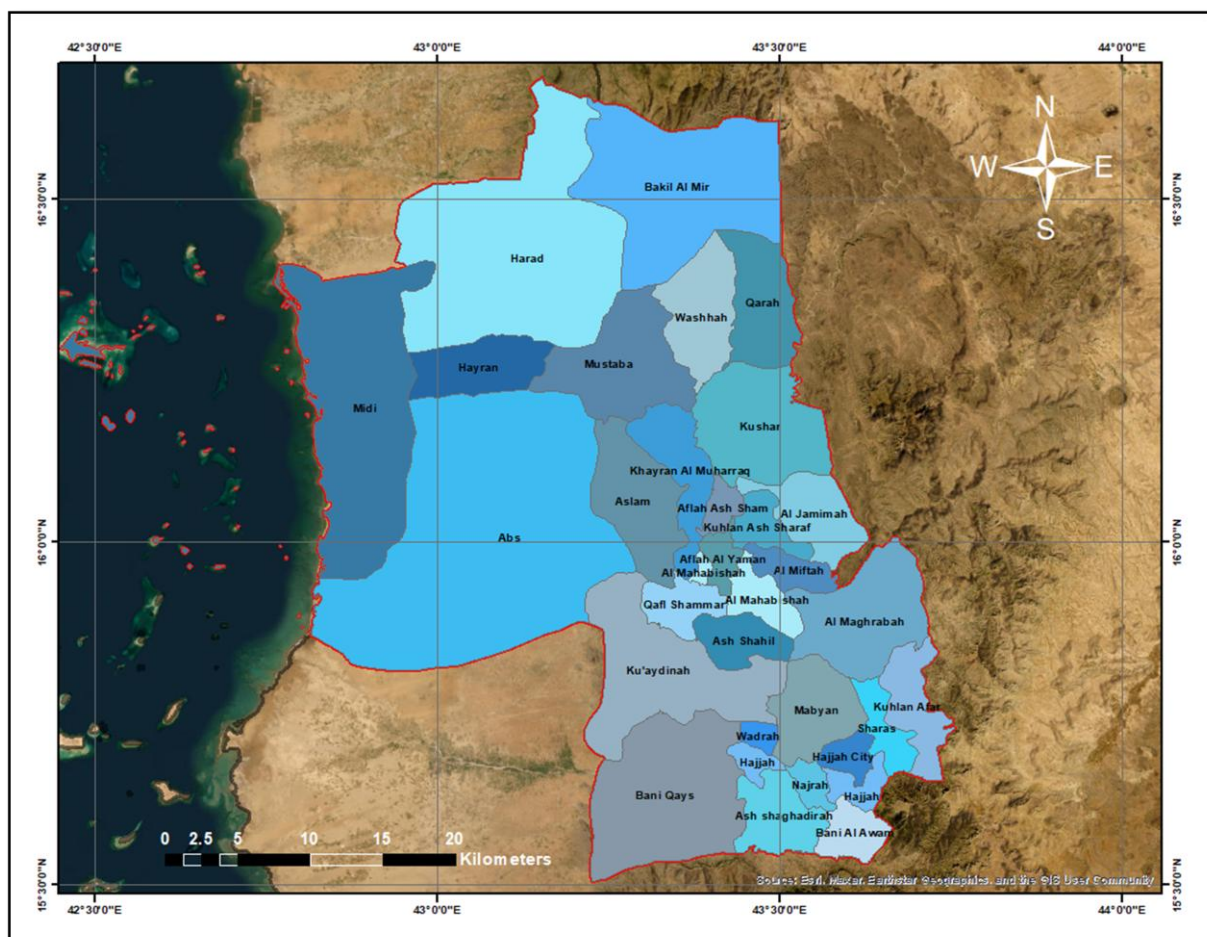 42°30'0"E 43°0'0"E 43°30'0"E 44°0'0"E
N
W E
S
16°30'0"N 16°30'0"N
Bakil Al Mir
Harad
Qarah
Washhah
Mustaba
Hayran
Midi
Kushar
Khayran Al Muharraq
Aslam
Aflah Ash Sham
Al Jamimah
Kuhlan Ash Sharaf
Abs
16°0'0"N 16°0'0"N
Aflah Al Yaman
Al Mahabishah
Al Miftah
Al Mahabishah
Qafl Shammar
Al Maghrabah
Ash Shahil
Ku'aydinah
Kuhlan Afar
Mabyan
Sharas
Wadrah
Hajjah City
Hajjah
Najrah
Hajjah
Bani Qays
Ash shaghadirah
Bani Al Awam
0 2.5 5 10 15 20
Kilometers
Source: Esri, Maxar, Earthstar Geographics, and the GIS User Community
15°30'0"N 15°30'0"N
42°30'0"E 43°0'0"E 43°30'0"E 44°0'0"E